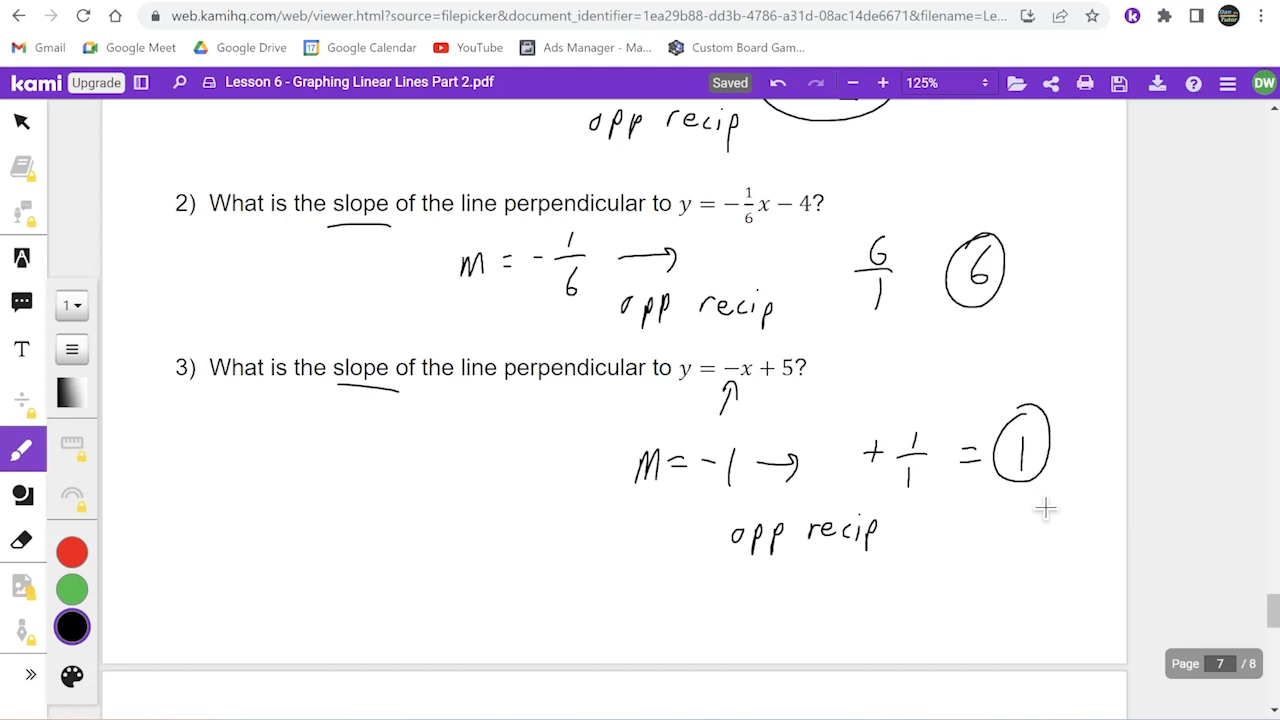 web.kamihq.com/web/viewer.html?source=filepicker&document_identifier=1ea29b88-dd3b-4786-a31d-08ac14de6671&filename=Le...
Gmail Google Meet Google Drive 17 Google Calendar YouTube Ads Manager - Ma... Custom Board Gam...
kami Upgrade Lesson 6 - Graphing Linear Lines Part 2.pdf Saved 125% DW
opp recip
2) What is the slope of the line perpendicular to y = −1/6x − 4?
m = - 1/6 → 6/1 6
opp recip
3) What is the slope of the line perpendicular to y = −x + 5?
m = -1 → + 1/1 = 1
opp recip
1
T
Page 7 / 8